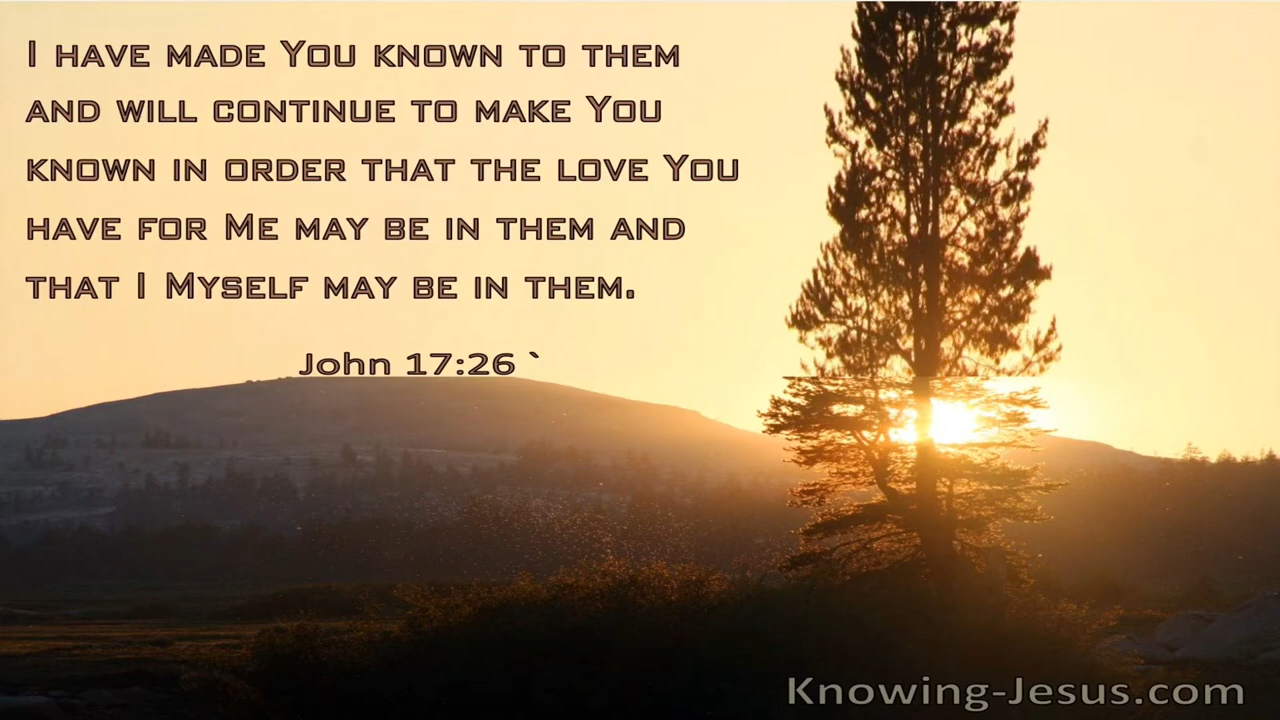 I have made You known to them
and will continue to make You
known in order that the love You
have for Me may be in them and
that I Myself may be in them.
John 17:26 `
Knowing-Jesus.com